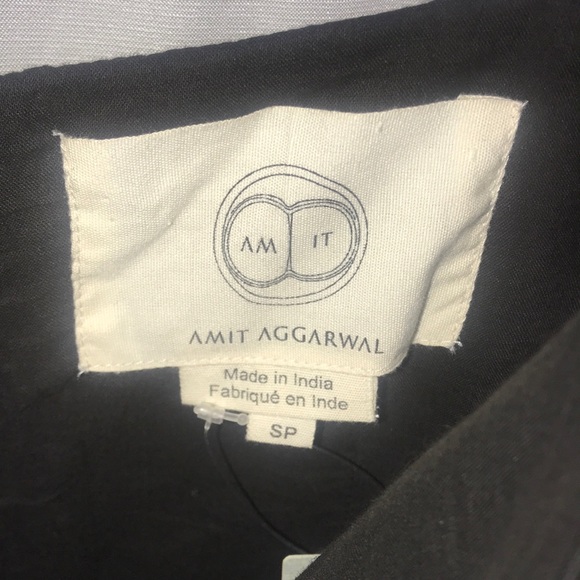 AM IT
AMIT AGGARWAL
Made in India
Fabriqué en Inde
SP